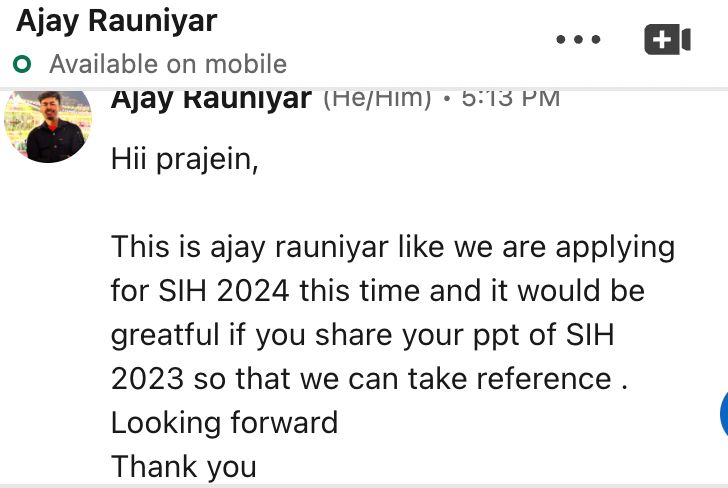 Ajay Rauniyar
Available on mobile
Ajay Rauniyar (He/Him) • 5:13 PM
Hii prajein,
This is ajay rauniyar like we are applying
for SIH 2024 this time and it would be
greatful if you share your ppt of SIH
2023 so that we can take reference .
Looking forward
Thank you